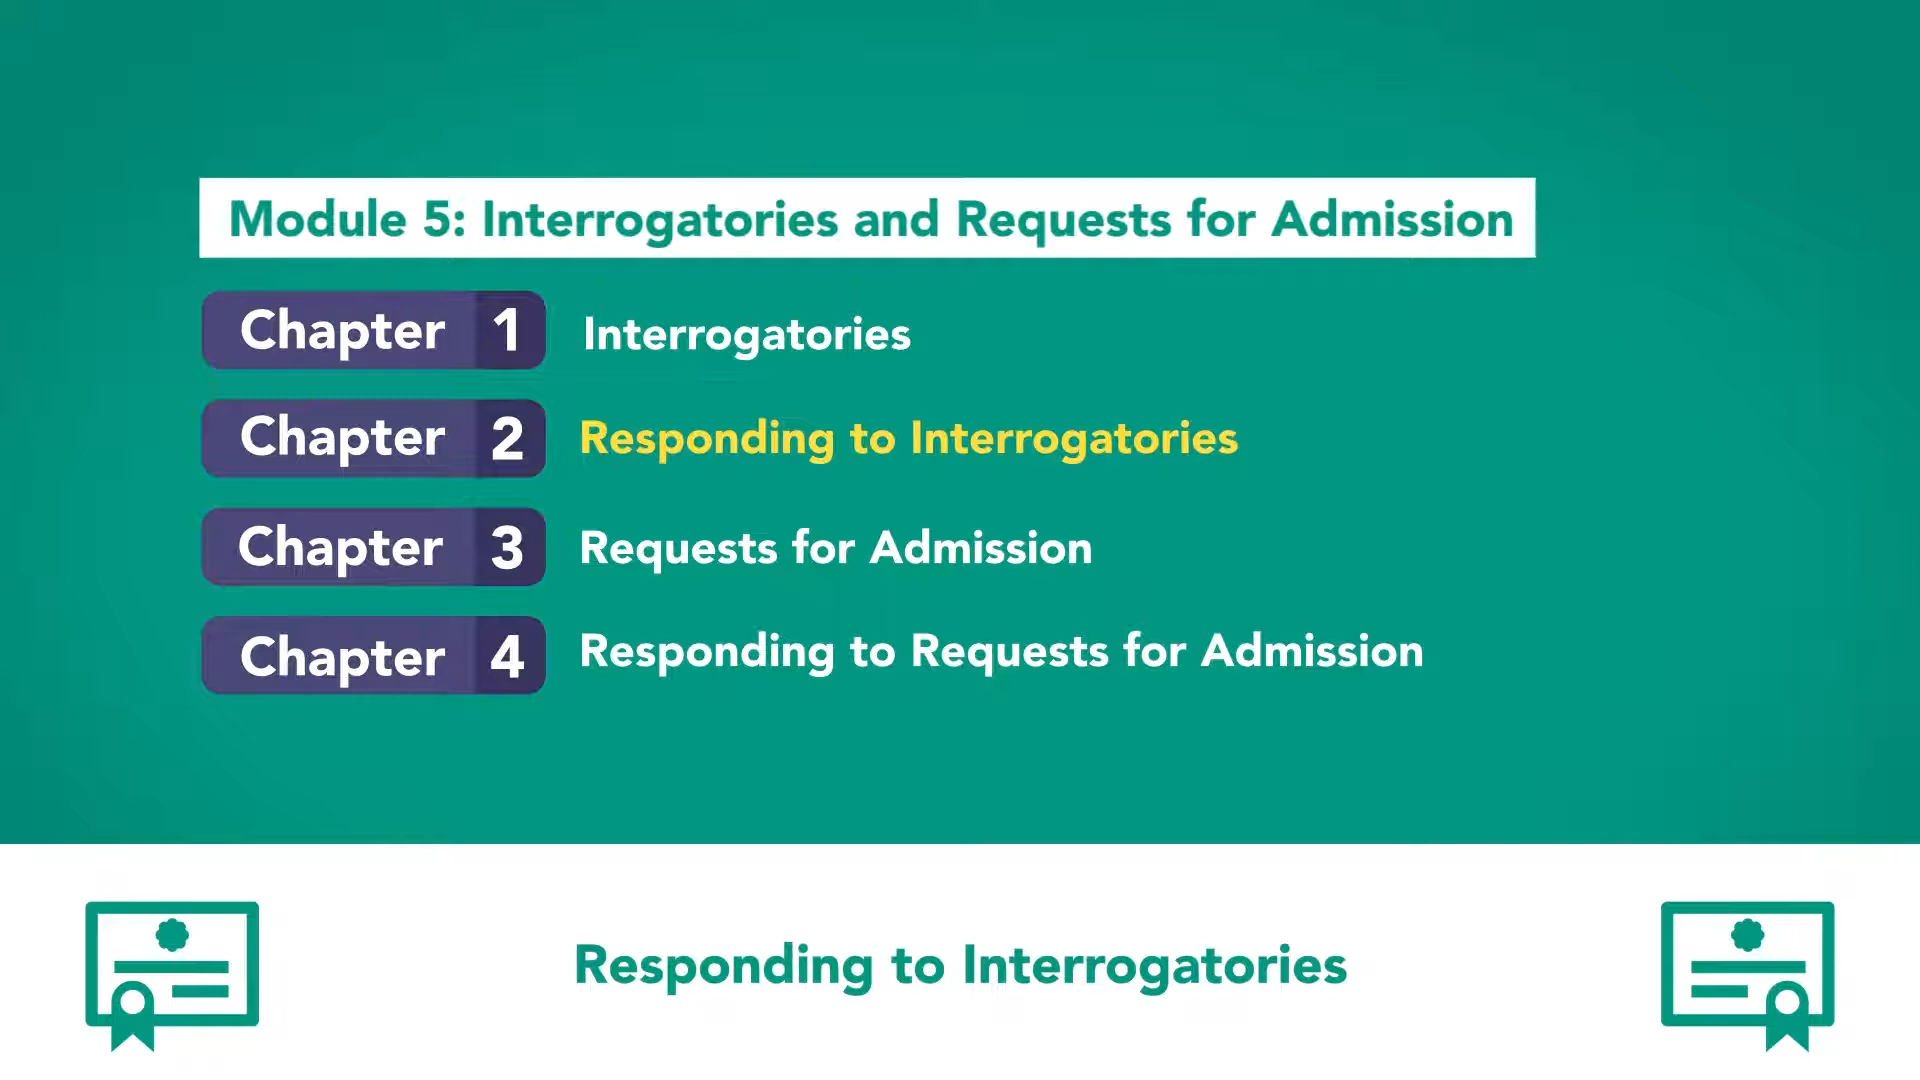 Module 5: Interrogatories and Requests for Admission
Chapter 1 Interrogatories
Chapter 2 Responding to Interrogatories
Chapter 3 Requests for Admission
Chapter 4 Responding to Requests for Admission
Responding to Interrogatories